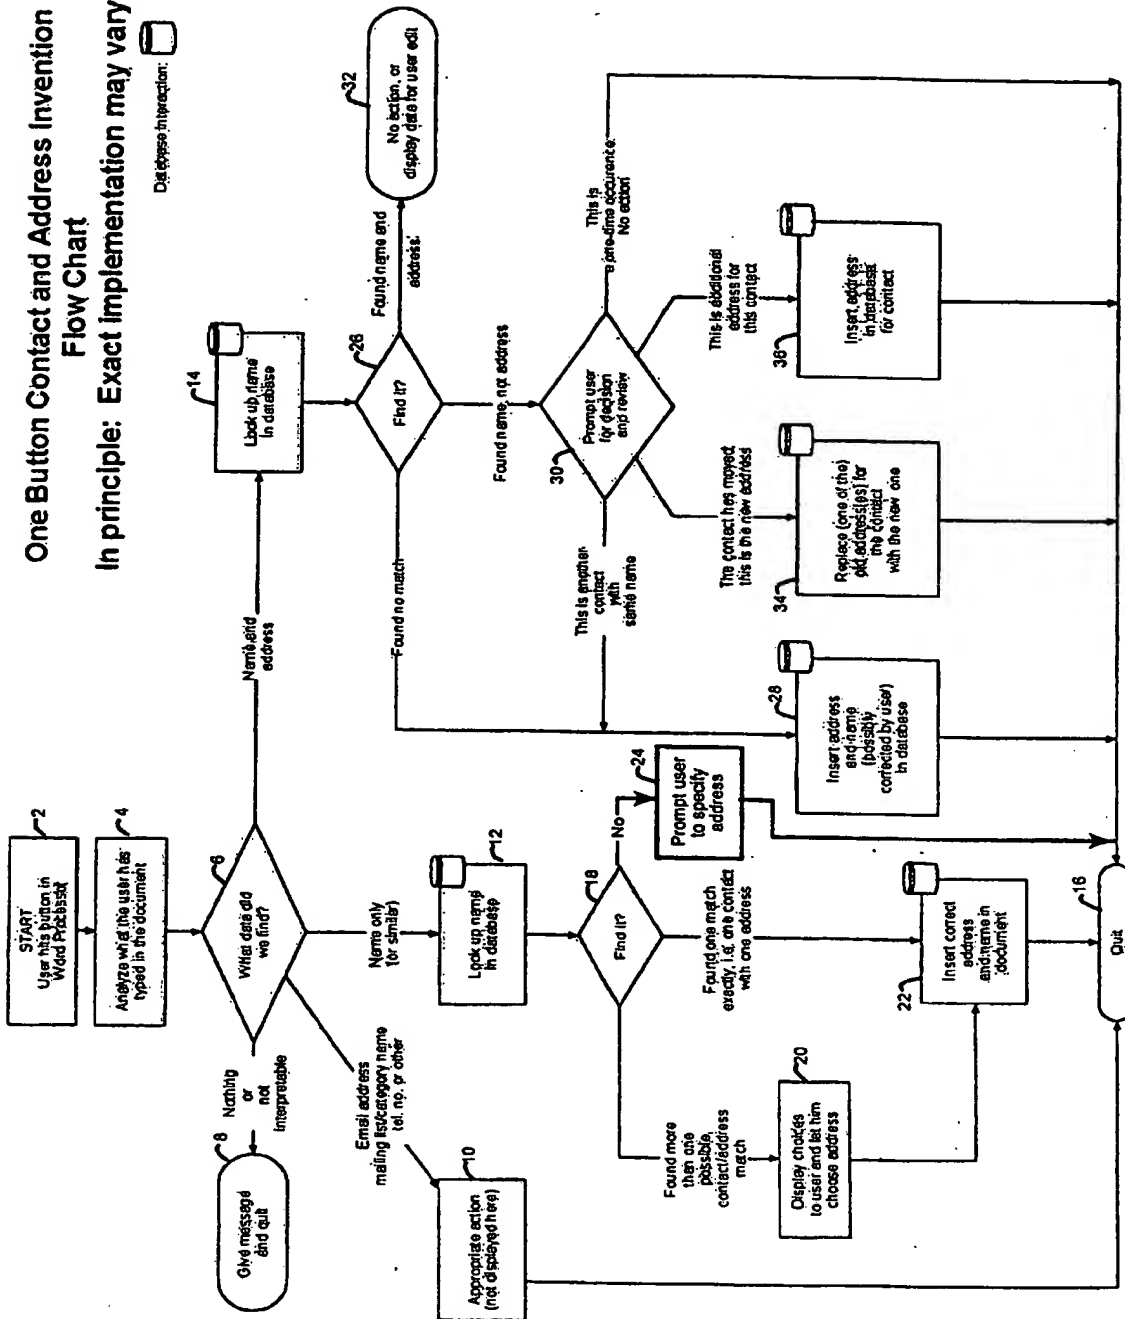 One Button Contact and Address Invention
Flow Chart
In principle: Exact implementation may vary
Database Interaction:
START
User hits button in
Word Processor
2
Analyze what the user has
typed in the document
4
What data did
we find?
6
Nothing
or
not
interpretable
Give message
and quit
8
Email address
mailing list/category name
tel. no. or other
Appropriate action
(not displayed here)
10
Name only
(or similar)
Look up name
in database
12
Name and
address
Look up name
in database
14
Find it?
18
No
Prompt user
to specify
address
24
Found one match
exactly, i.e. one contact
with one address
Found more
than one
possible
contact/address
match
Display choices
to user and let him
choose address
20
Insert correct
address
and name in
document
22
Quit
16
Find it?
26
Found name and
address
No action, or
display data for user edit
32
Found no match
Found name, not address
Prompt user
for decision
and review
30
This is another
contact
with
same name
Insert address
and name
(possibly
corrected by user)
in database
28
The contact has moved
this is the new address
Replace (one of the)
old address(es) for
the contact
with the new one
34
This is additional
address for
this contact
Insert address
in database
for contact
36
This is
a one-time occurence.
No action